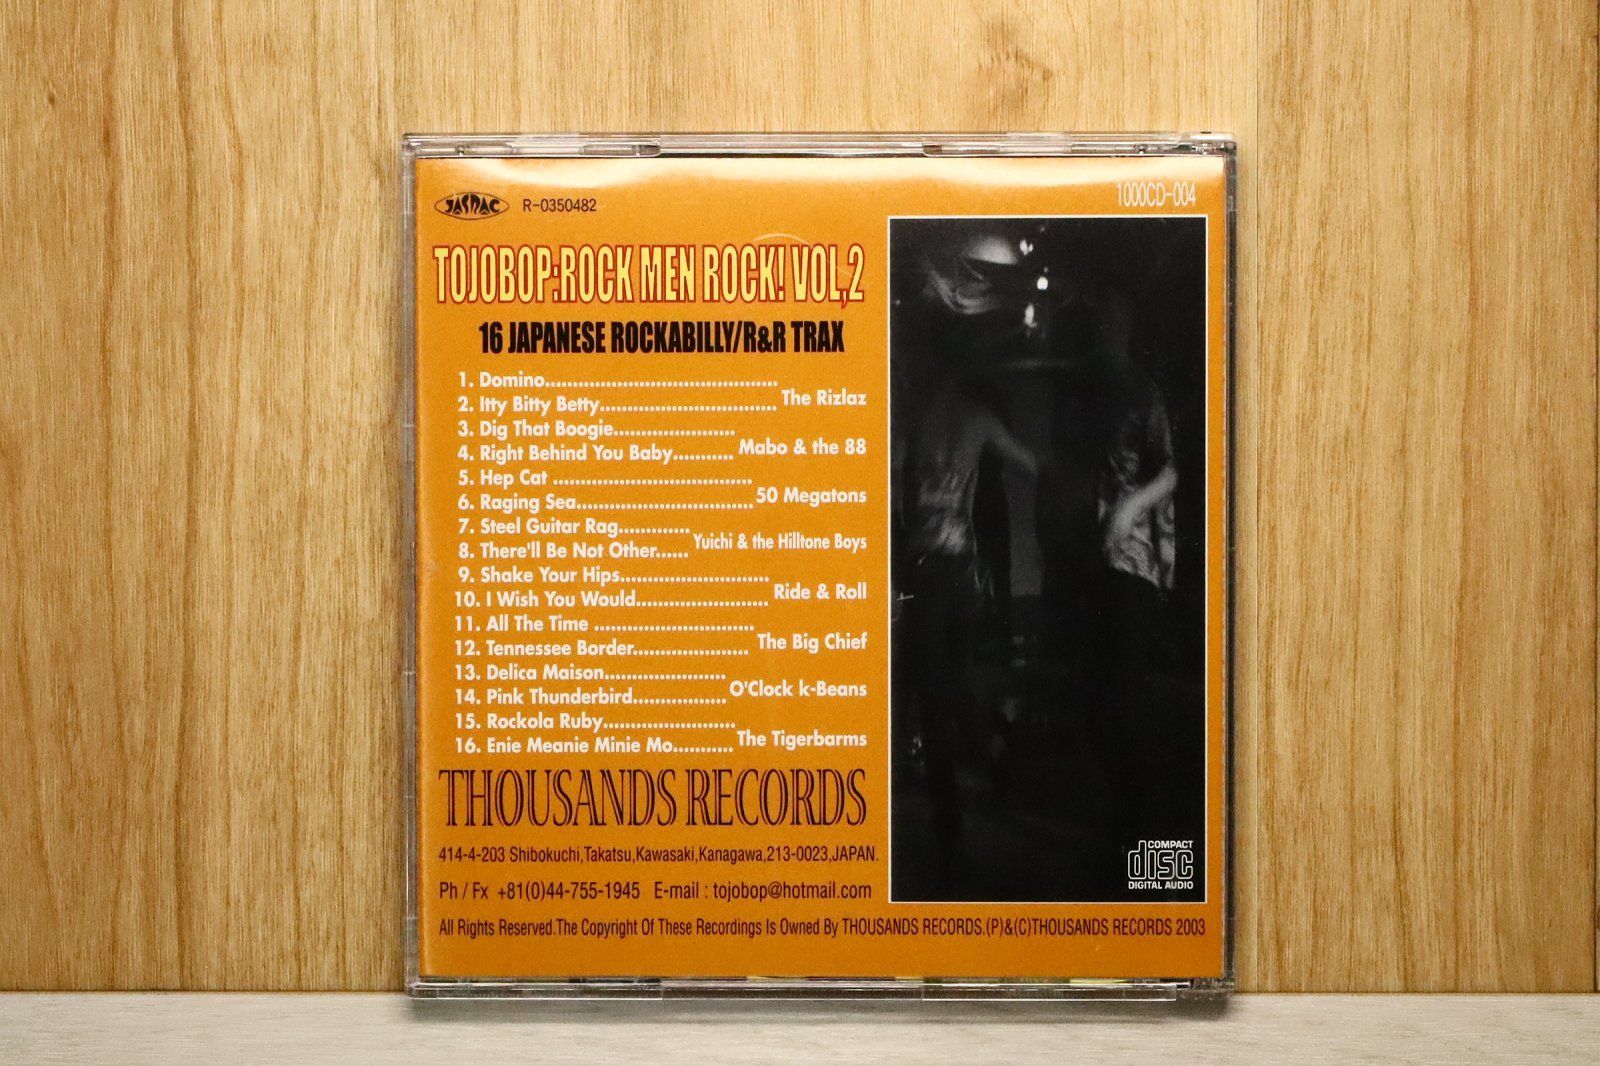 JASRAC R-0350482
1000CD-004
TOJOBOP:ROCK MEN ROCK! VOL,2
16 JAPANESE ROCKABILLY/R&R TRAX
1. Domino..........................................
2. Itty Bitty Betty................................ The Rizlaz
3. Dig That Boogie......................
4. Right Behind You Baby........... Mabo & the 88
5. Hep Cat ....................................
6. Raging Sea................................ 50 Megatons
7. Steel Guitar Rag.............
8. There'll Be Not Other...... Yuichi & the Hilltone Boys
9. Shake Your Hips...........................
10. I Wish You Would........................ Ride & Roll
11. All The Time .............................
12. Tennessee Border..................... The Big Chief
13. Delica Maison......................
14. Pink Thunderbird................. O'Clock k-Beans
15. Rockola Ruby........................
16. Enie Meanie Minie Mo........... The Tigerbarms
THOUSANDS RECORDS
414-4-203 Shibokuchi,Takatsu,Kawasaki,Kanagawa,213-0023,JAPAN.
Ph / Fx +81(0)44-755-1945 E-mail : tojobop@hotmail.com
COMPACT
disc
DIGITAL AUDIO
All Rights Reserved.The Copyright Of These Recordings Is Owned By THOUSANDS RECORDS.(P)&(C)THOUSANDS RECORDS 2003